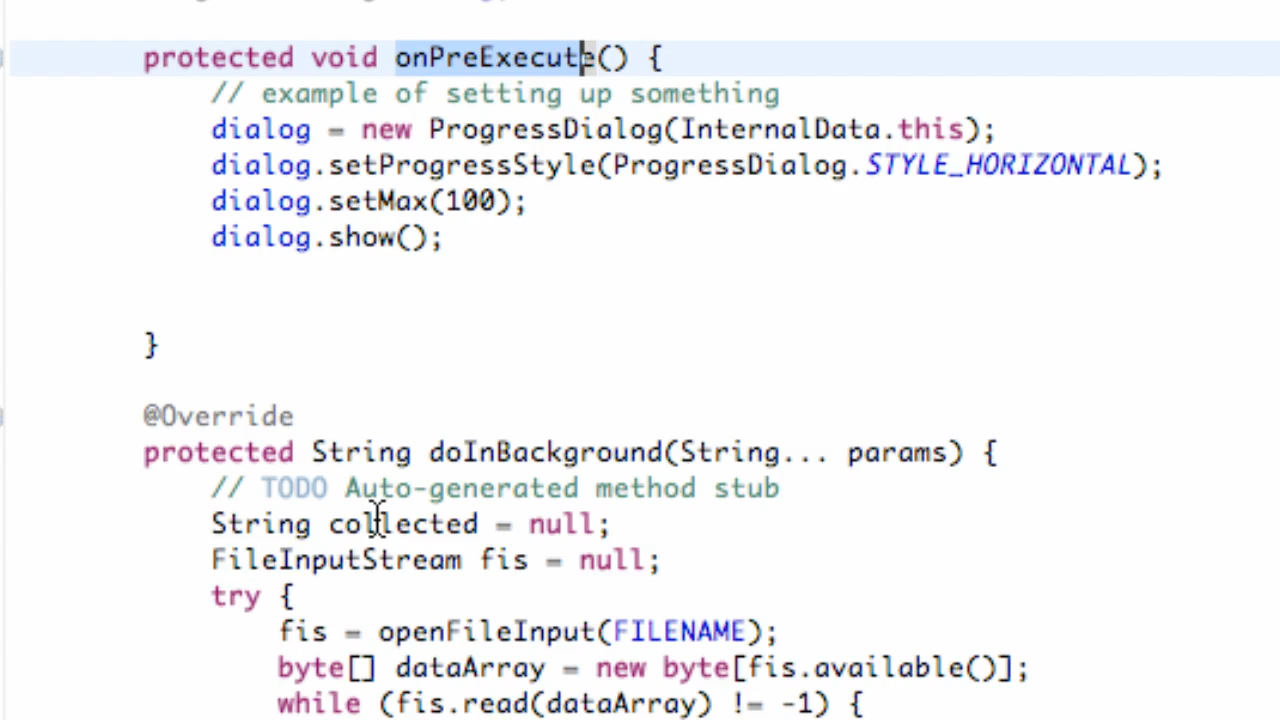 protected void onPreExecute() {
// example of setting up something
dialog = new ProgressDialog(InternalData.this);
dialog.setProgressStyle(ProgressDialog.STYLE_HORIZONTAL);
dialog.setMax(100);
dialog.show();
}
@Override
protected String doInBackground(String... params) {
// TODO Auto-generated method stub
String collected = null;
FileInputStream fis = null;
try {
fis = openFileInput(FILENAME);
byte[] dataArray = new byte[fis.available()];
while (fis.read(dataArray) != -1) {